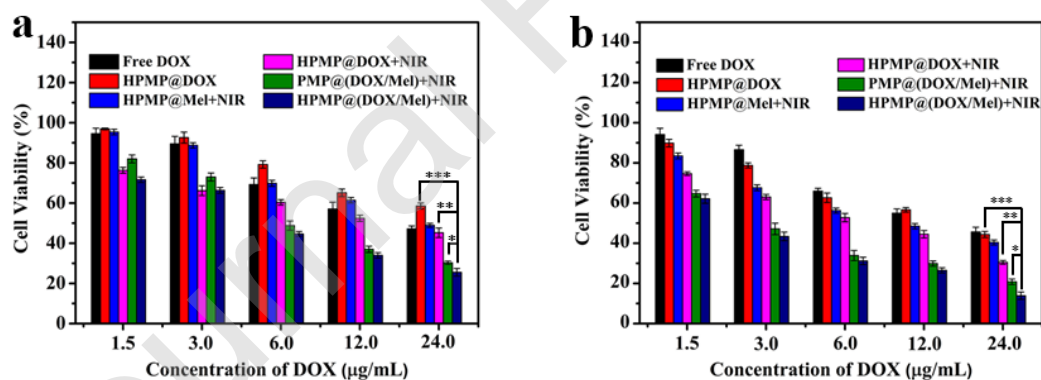 a
140
120
100
80
60
40
20
0
Cell Viability (%)
Free DOX
HPMP@DOX
HPMP@Mel+NIR
HPMP@DOX+NIR
PMP@(DOX/Mel)+NIR
HPMP@(DOX/Mel)+NIR
***
**
*
1.5 3.0 6.0 12.0 24.0
Concentration of DOX (μg/mL)
b
140
120
100
80
60
40
20
0
Cell Viability (%)
Free DOX
HPMP@DOX
HPMP@Mel+NIR
HPMP@DOX+NIR
PMP@(DOX/Mel)+NIR
HPMP@(DOX/Mel)+NIR
***
**
*
1.5 3.0 6.0 12.0 24.0
Concentration of DOX (μg/mL)